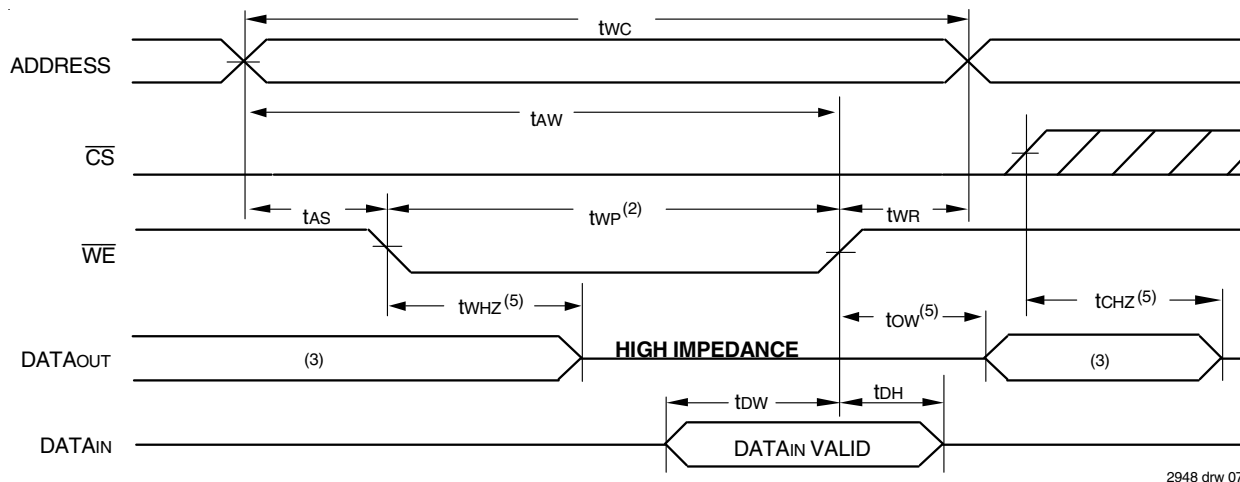 tWC
ADDRESS
tAW
CS
tAS
tWP(2)
tWR
WE
tWHZ(5)
tOW(5)
tCHZ(5)
DATAOUT
(3)
HIGH IMPEDANCE
(3)
tDW
tDH
DATAIN
DATAIN VALID
2948 drw 07